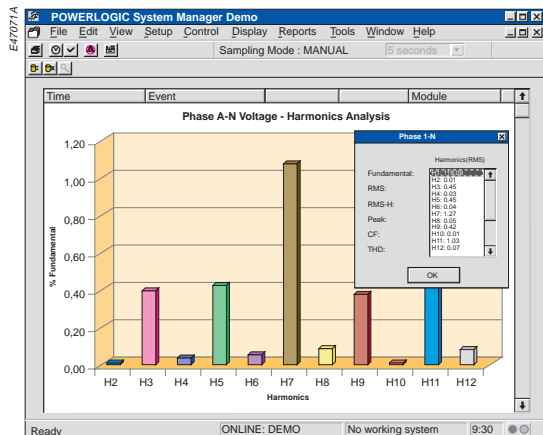 E47071A
POWERLOGIC System Manager Demo
File Edit View Setup Control Display Reports Tools Window Help
Sampling Mode : MANUAL 5 seconds
Time Event Module
Phase A-N Voltage - Harmonics Analysis
Phase 1-N
Harmonics(RMS)
Fundamental:
RMS:
RMS-H:
Peak:
CF:
THD:
H2: 0.01
H3: 0.45
H4: 0.03
H5: 0.45
H6: 0.04
H7: 1.27
H8: 0.05
H9: 0.42
H10: 0.01
H11: 1.03
H12: 0.07
OK
% Fundamental
1,20
1,00
0,80
0,60
0,40
0,20
0,00
H2 H3 H4 H5 H6 H7 H8 H9 H10 H11 H12
Harmonics
Ready ONLINE: DEMO No working system 9:30